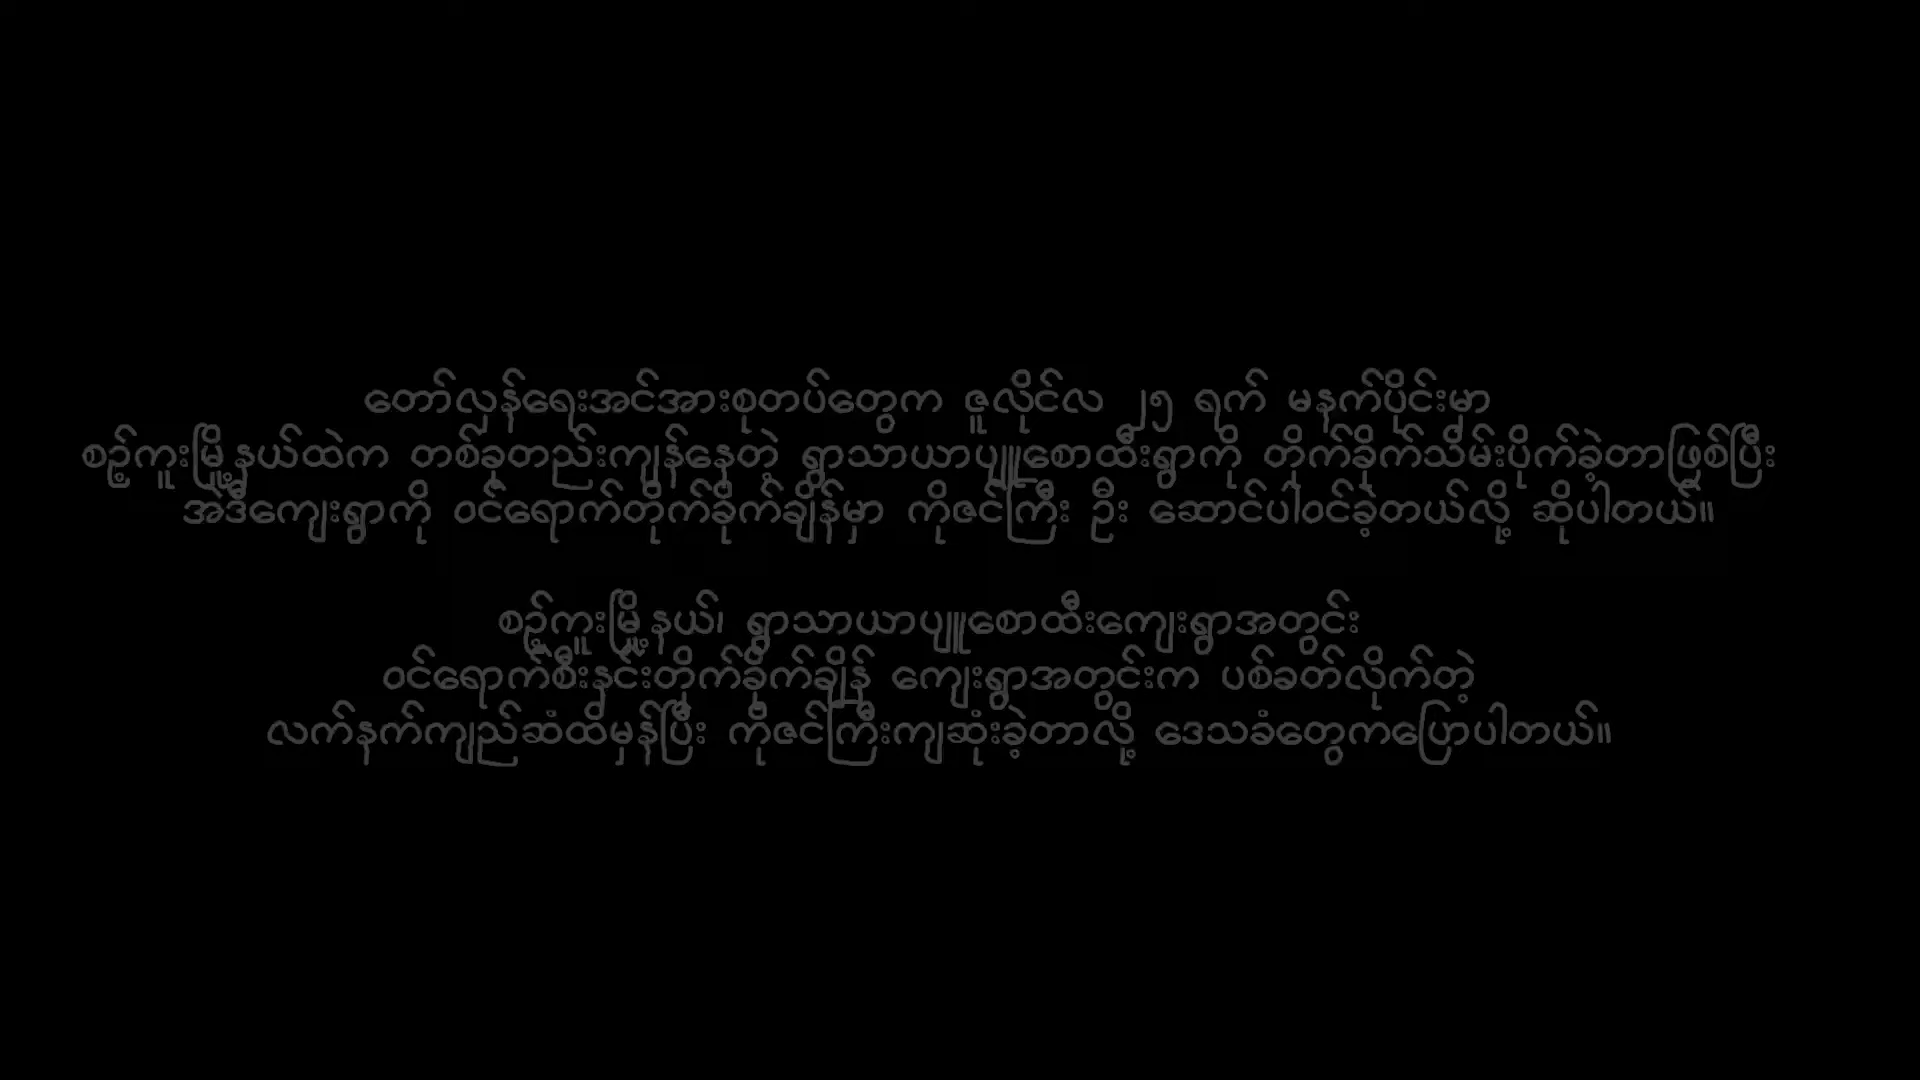 တော်လှန်ရေးအင်အားစုတပ်တွေက ဇူလိုင်လ ၂၅ ရက် မနက်ပိုင်းမှာ
စဥ့်ကူးမြို့နယ်ထဲက တစ်ခုတည်းကျန်နေတဲ့ ရွာသာယာပျူစောထီးရွာကို တိုက်ခိုက်သိမ်းပိုက်ခဲ့တာဖြစ်ပြီး
အဲဒီကျေးရွာကို ဝင်ရောက်တိုက်ခိုက်ချိန်မှာ ကိုဇင်ကြီး ဦး ဆောင်ပါဝင်ခဲ့တယ်လို့ ဆိုပါတယ်။
စဥ့်ကူးမြို့နယ်၊ ရွာသာယာပျူစောထီးကျေးရွာအတွင်း
ဝင်ရောက်စီးနင်းတိုက်ခိုက်ချိန် ကျေးရွာအတွင်းက ပစ်ခတ်လိုက်တဲ့
လက်နက်ကျည်ဆံထိမှန်ပြီး ကိုဇင်ကြီးကျဆုံးခဲ့တာလို့ ဒေသခံတွေကပြောပါတယ်။